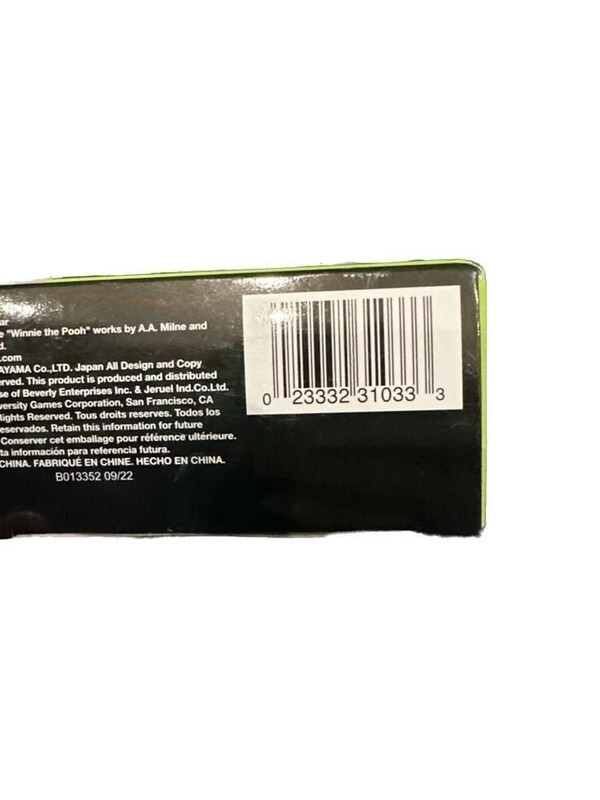 ar
e "Winnie the Pooh" works by A.A. Milne and
d.
.com
AYAMA Co.,LTD. Japan All Design and Copy
erved. This product is produced and distributed
se of Beverly Enterprises Inc. & Jeruel Ind.Co.Ltd.
versity Games Corporation, San Francisco, CA
Rights Reserved. Tous droits reserves. Todos los
eservados. Retain this information for future
Conserver cet emballage pour référence ultérieure.
ta información para referencia futura.
CHINA. FABRIQUÉ EN CHINE. HECHO EN CHINA.
B013352 09/22
0 23332 31033 3